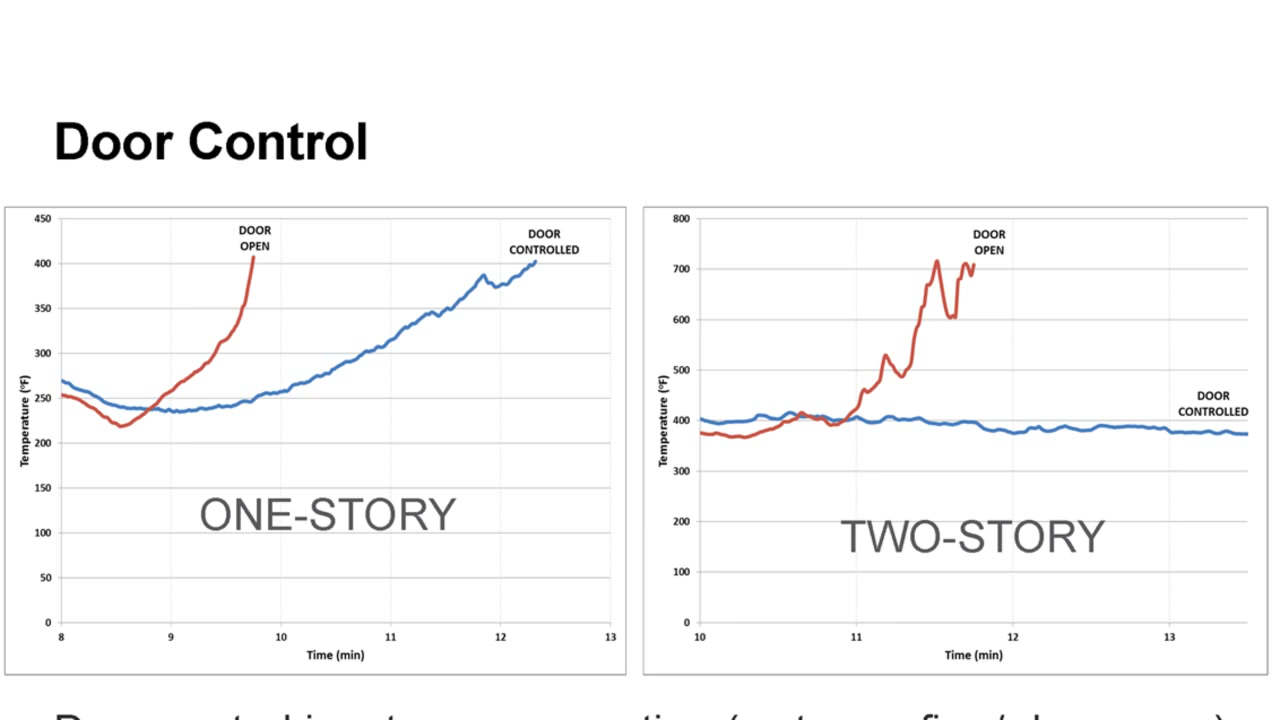 Door Control
450
400
350
300
250
200
150
100
50
0
Temperature (°F)
DOOR
OPEN
DOOR
CONTROLLED
ONE-STORY
8 9 10 11 12 13
Time (min)
800
700
600
500
400
300
200
100
0
Temperature (°F)
DOOR
OPEN
DOOR
CONTROLLED
TWO-STORY
10 11 12 13
Time (min)